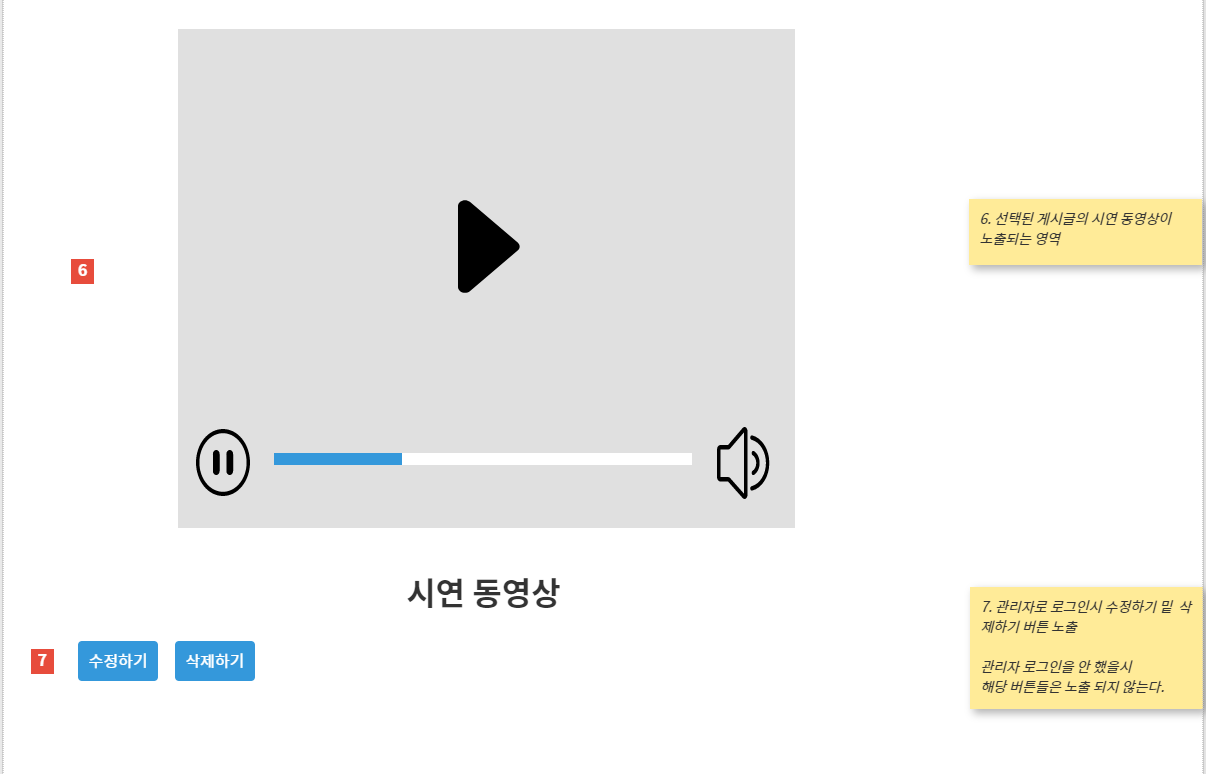 6
6. 선택된 게시글의 시연 동영상이
노출되는 영역
시연 동영상
7
수정하기
삭제하기
7. 관리자로 로그인시 수정하기 밑 삭
제하기 버튼 노출
관리자 로그인을 안 했을시
해당 버튼들은 노출 되지 않는다.